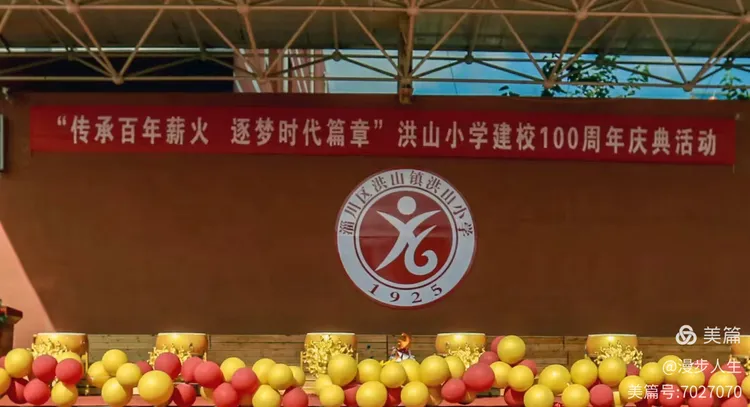 “传承百年薪火 逐梦时代篇章”洪山小学建校100周年庆典活动
淄川区洪山镇洪山小学
1925
美篇
@漫步人生
美篇号:7027070